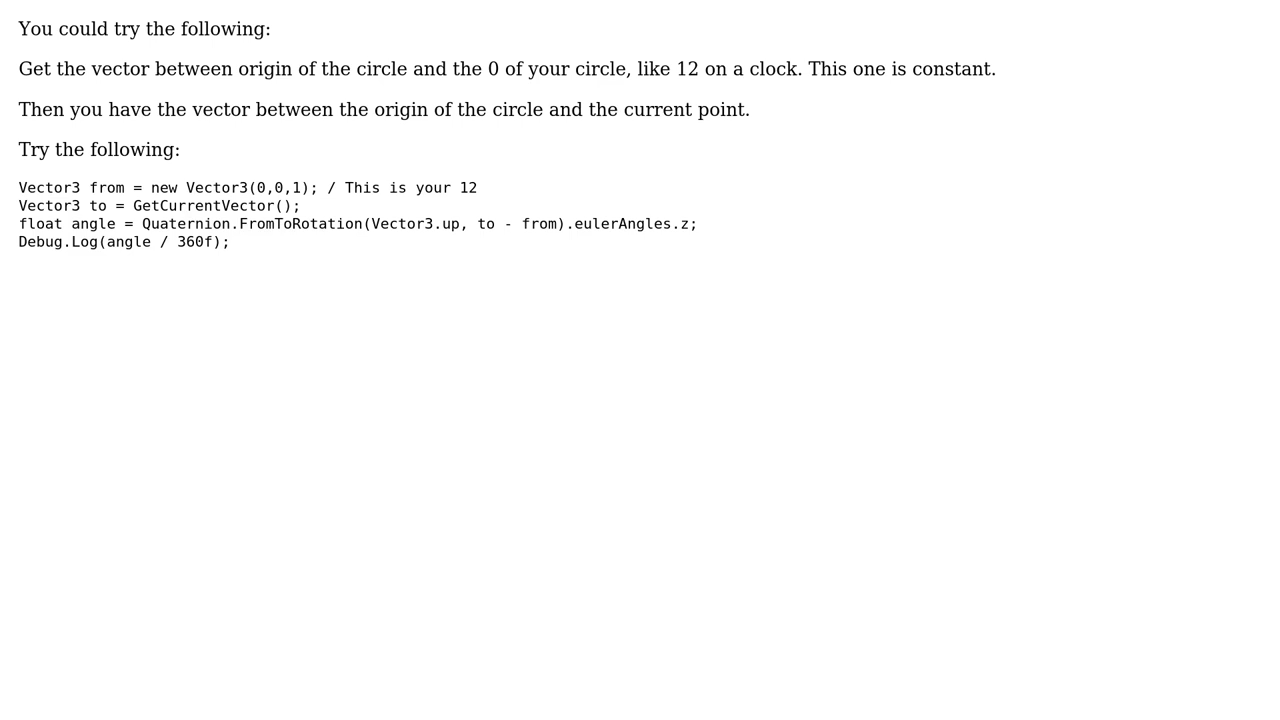 You could try the following:
Get the vector between origin of the circle and the 0 of your circle, like 12 on a clock. This one is constant.
Then you have the vector between the origin of the circle and the current point.
Try the following:
Vector3 from = new Vector3(0,0,1); / This is your 12
Vector3 to = GetCurrentVector();
float angle = Quaternion.FromToRotation(Vector3.up, to - from).eulerAngles.z;
Debug.Log(angle / 360f);